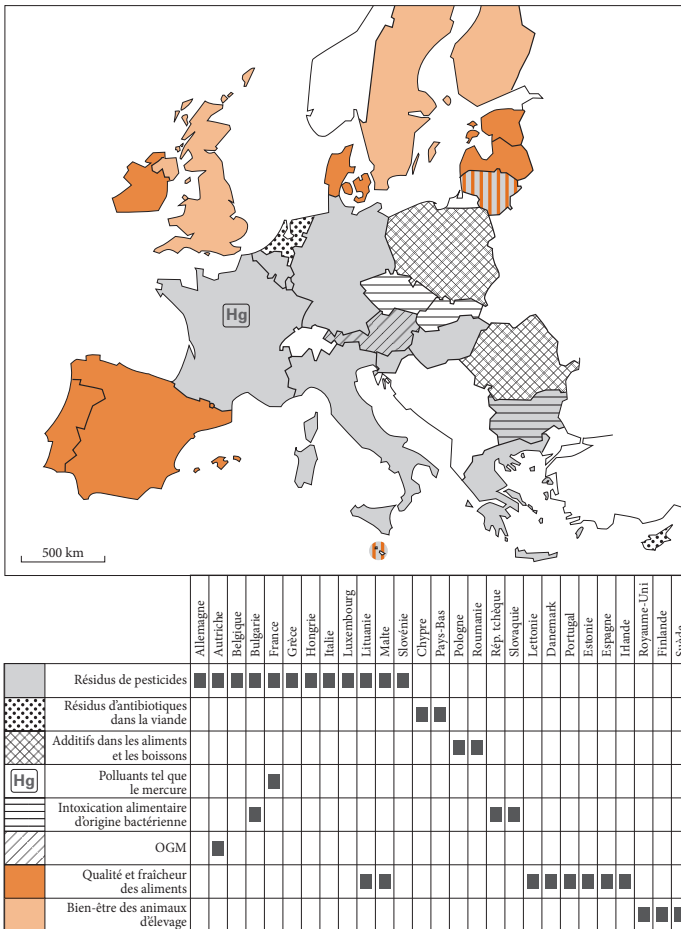 Hg
500 km
Allemagne
Autriche
Belgique
Bulgarie
France
Grèce
Hongrie
Italie
Luxembourg
Lituanie
Malte
Slovénie
Chypre
Pays-Bas
Pologne
Roumanie
Rép. tchèque
Slovaquie
Lettonie
Danemark
Portugal
Estonie
Espagne
Irlande
Royaume-Uni
Finlande
Suède
Résidus de pesticides
Résidus d'antibiotiques
dans la viande
Additifs dans les aliments
et les boissons
Hg
Polluants tel que
le mercure
Intoxication alimentaire
d'origine bactérienne
OGM
Qualité et fraîcheur
des aliments
Bien-être des animaux
d'élevage